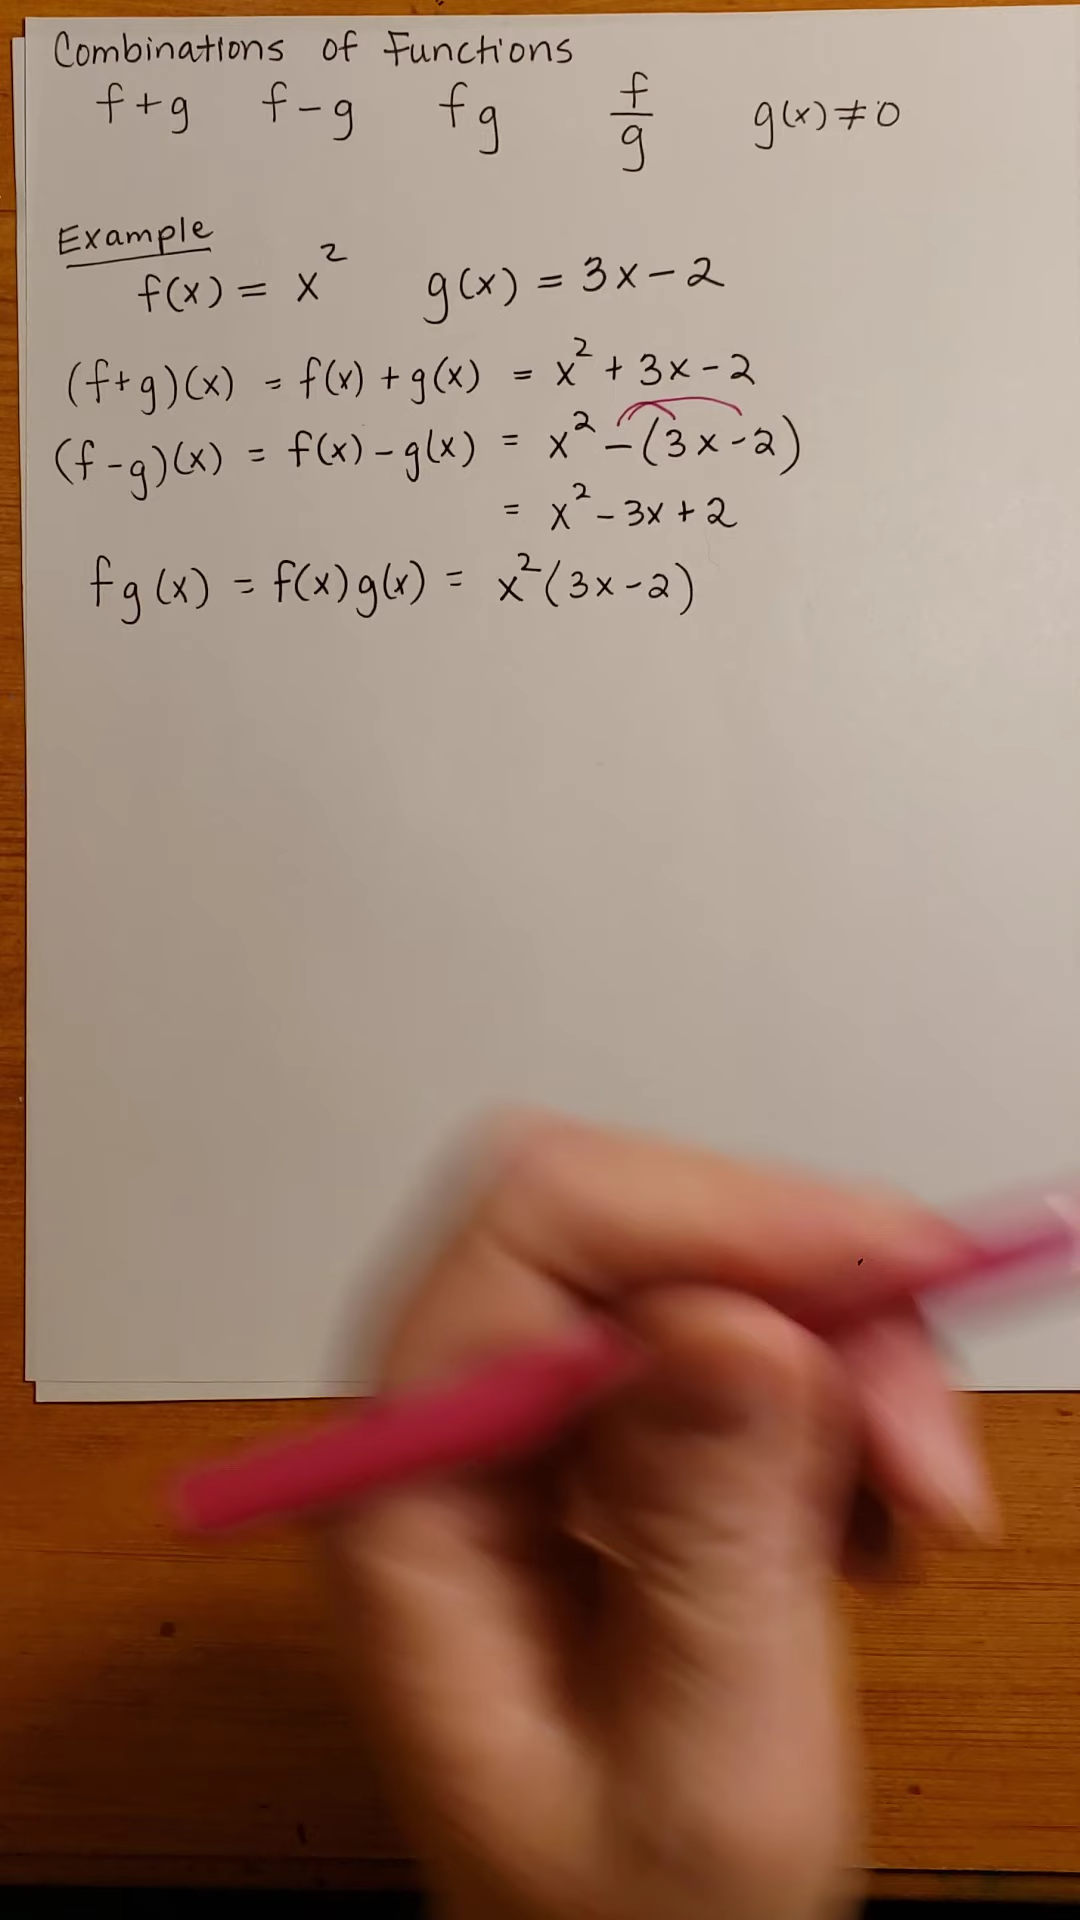 Combinations of Functions
f+g f-g fg f/g g(x)≠0
Example
f(x) = x² g(x) = 3x-2
(f+g)(x) = f(x)+g(x) = x²+3x-2
(f-g)(x) = f(x)-g(x) = x²-(3x-2)
= x²-3x+2
fg(x) = f(x)g(x) = x²(3x-2)